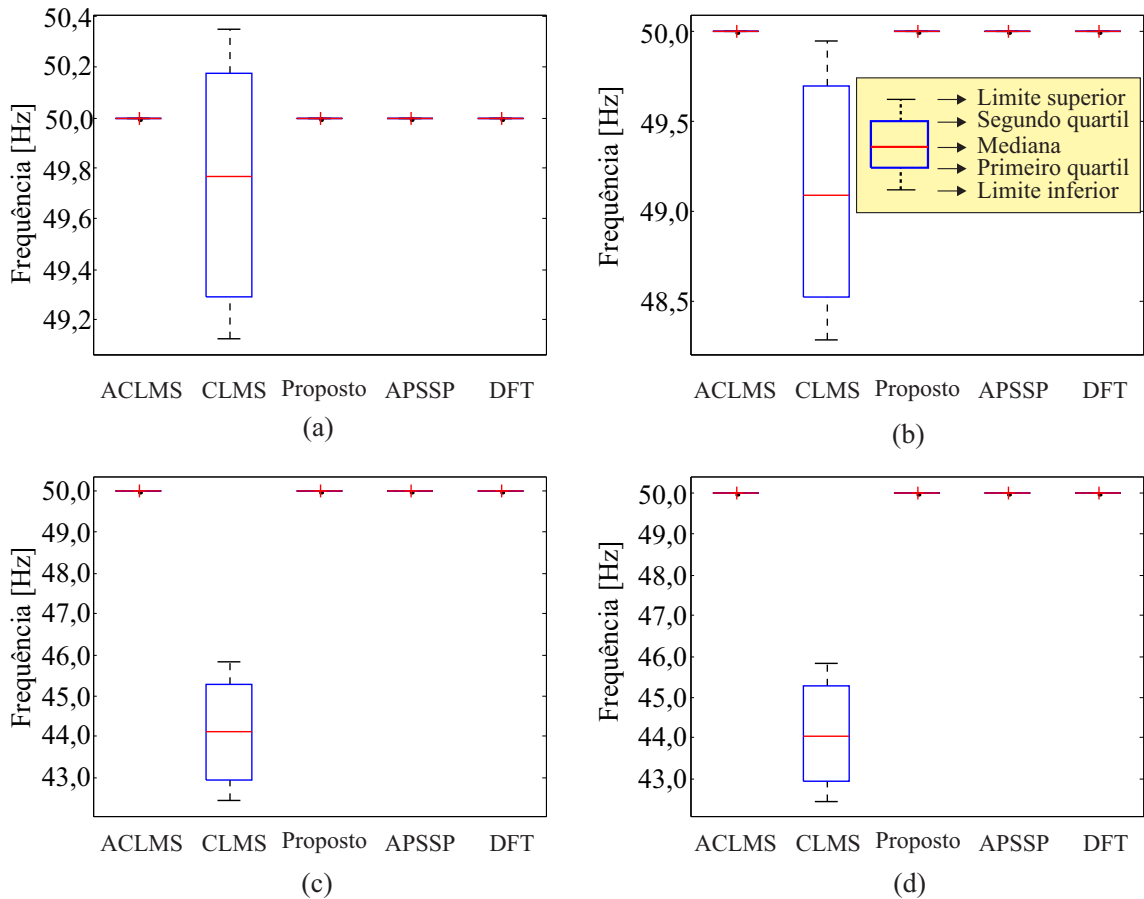 50,4
50,2
50,0
49,8
49,6
49,4
49,2
Frequência [Hz]
ACLMS CLMS Proposto APSSP DFT
(a)
50,0
49,5
49,0
48,5
Frequência [Hz]
Limite superior
Segundo quartil
Mediana
Primeiro quartil
Limite inferior
ACLMS CLMS Proposto APSSP DFT
(b)
50,0
49,0
48,0
47,0
46,0
45,0
44,0
43,0
Frequência [Hz]
ACLMS CLMS Proposto APSSP DFT
(c)
50,0
49,0
48,0
47,0
46,0
45,0
44,0
43,0
Frequência [Hz]
ACLMS CLMS Proposto APSSP DFT
(d)